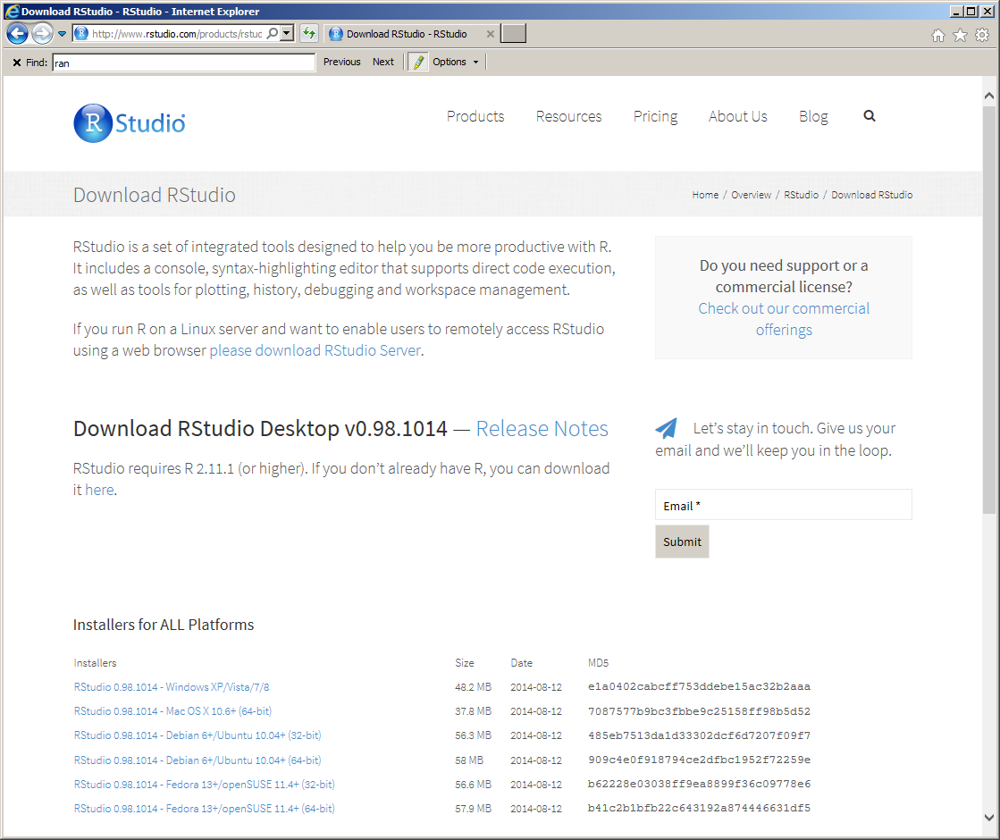 Download RStudio - RStudio - Internet Explorer
http://www.rstudio.com/products/rstud
Download RStudio - RStudio
Find: ran Previous Next Options
R Studio
Products Resources Pricing About Us Blog
Download RStudio
Home / Overview / RStudio / Download RStudio
RStudio is a set of integrated tools designed to help you be more productive with R.
It includes a console, syntax-highlighting editor that supports direct code execution,
as well as tools for plotting, history, debugging and workspace management.
If you run R on a Linux server and want to enable users to remotely access RStudio
using a web browser please download RStudio Server.
Do you need support or a
commercial license?
Check out our commercial
offerings
Download RStudio Desktop v0.98.1014 — Release Notes
RStudio requires R 2.11.1 (or higher). If you don’t already have R, you can download
it here.
Let’s stay in touch. Give us your
email and we’ll keep you in the loop.
Email *
Submit
Installers for ALL Platforms
Installers Size Date MD5
RStudio 0.98.1014 - Windows XP/Vista/7/8 48.2 MB 2014-08-12 e1a0402cabcff753ddebe15ac32b2aaa
RStudio 0.98.1014 - Mac OS X 10.6+ (64-bit) 37.8 MB 2014-08-12 7087577b9bc3fbbe9c25158ff98b5d52
RStudio 0.98.1014 - Debian 6+/Ubuntu 10.04+ (32-bit) 56.3 MB 2014-08-12 485eb7513da1d33302dcf6d7207f09f7
RStudio 0.98.1014 - Debian 6+/Ubuntu 10.04+ (64-bit) 58 MB 2014-08-12 909c4e0f918794ce2dfbc1952f72259e
RStudio 0.98.1014 - Fedora 13+/openSUSE 11.4+ (32-bit) 56.6 MB 2014-08-12 b62228e03038ff9ea8899f36c09778e6
RStudio 0.98.1014 - Fedora 13+/openSUSE 11.4+ (64-bit) 57.9 MB 2014-08-12 b41c2b1bfb22c643192a874446631df5